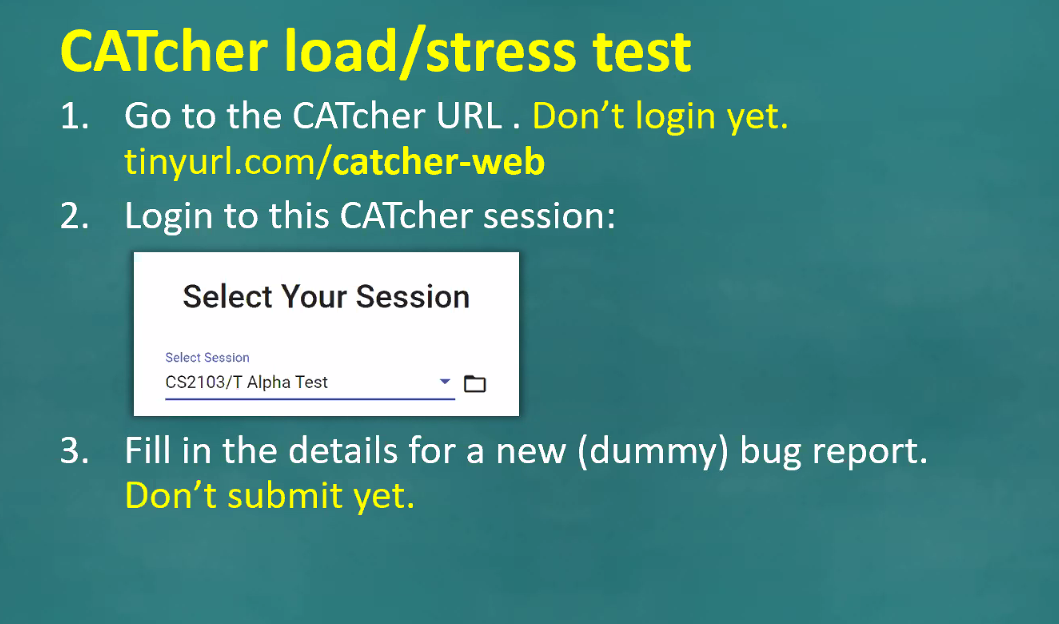 CATcher load/stress test
1. Go to the CATcher URL . Don't login yet.
tinyurl.com/catcher-web
2. Login to this CATcher session:
Select Your Session
Select Session
CS2103/T Alpha Test
3. Fill in the details for a new (dummy) bug report.
Don't submit yet.